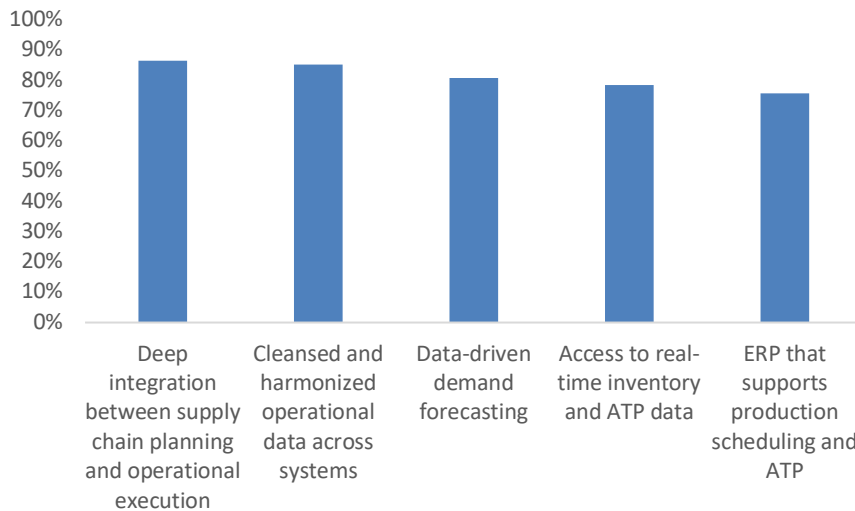 100%
90%
80%
70%
60%
50%
40%
30%
20%
10%
0%
Deep
integration
between supply
chain planning
and operational
execution
Cleansed and
harmonized
operational
data across
systems
Data-driven
demand
forecasting
Access to real-
time inventory
and ATP data
ERP that
supports
production
scheduling and
ATP